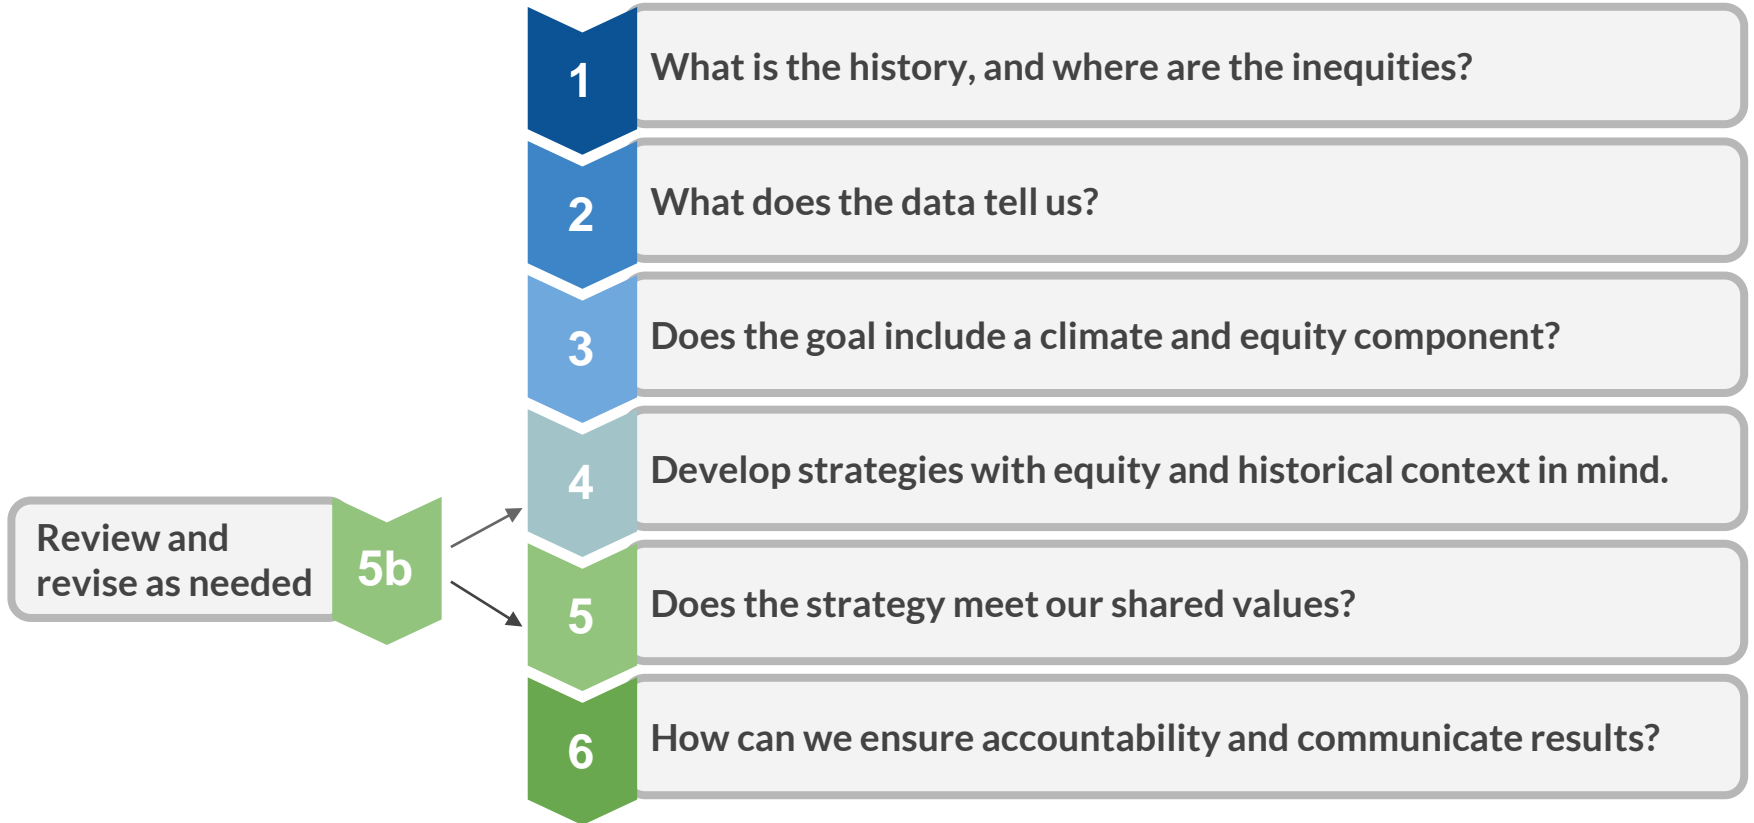 1
What is the history, and where are the inequities?
2
What does the data tell us?
3
Does the goal include a climate and equity component?
4
Develop strategies with equity and historical context in mind.
Review and
revise as needed
5b
5
Does the strategy meet our shared values?
6
How can we ensure accountability and communicate results?